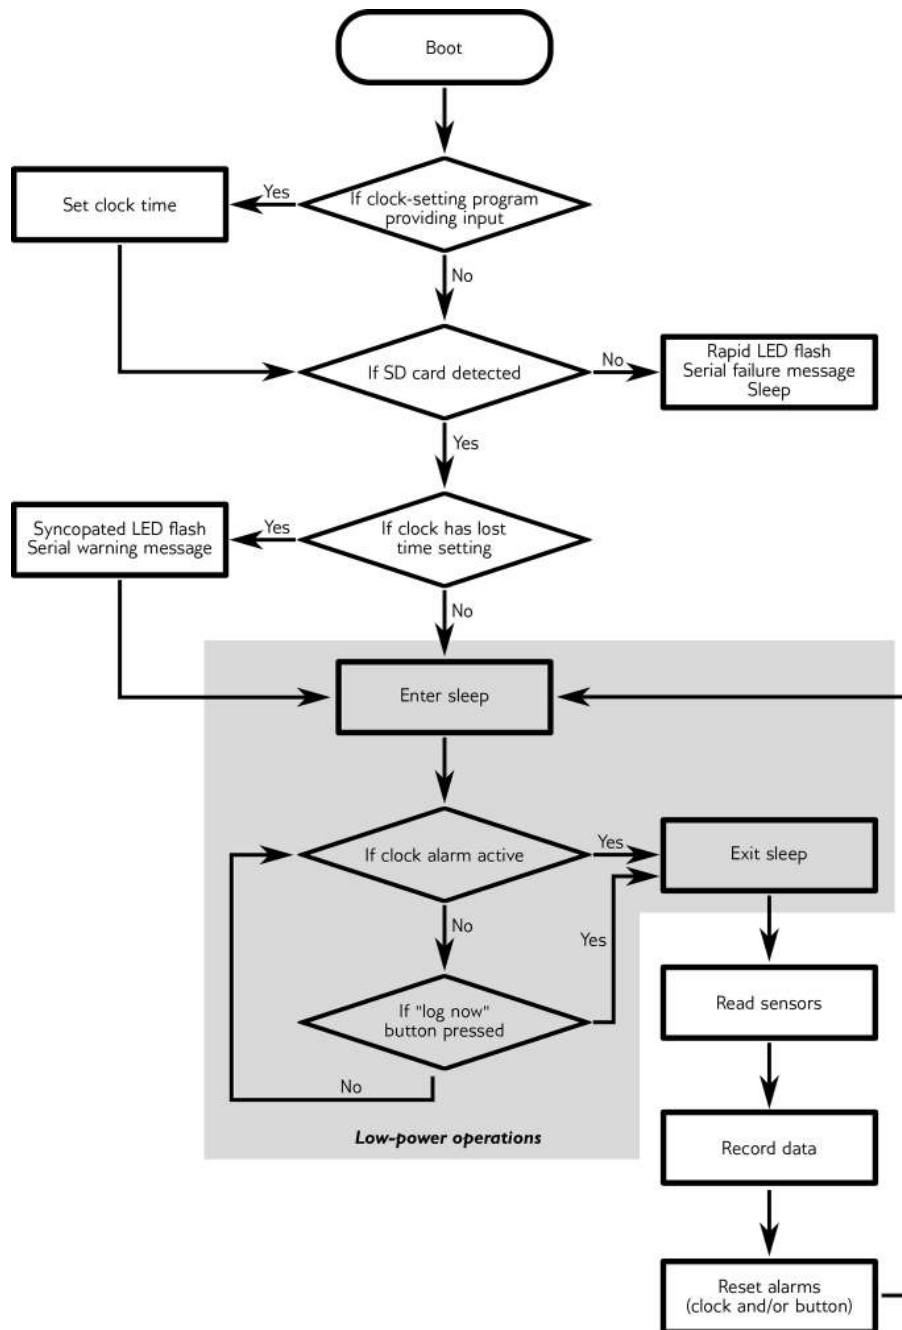 Boot
If clock-setting program
providing input
Yes
Set clock time
No
If SD card detected
No
Rapid LED flash
Serial failure message
Sleep
Yes
If clock has lost
time setting
Yes
Syncopated LED flash
Serial warning message
No
Enter sleep
If clock alarm active
Yes
Exit sleep
No
Yes
If "log now"
button pressed
No
Low-power operations
Read sensors
Record data
Reset alarms
(clock and/or button)